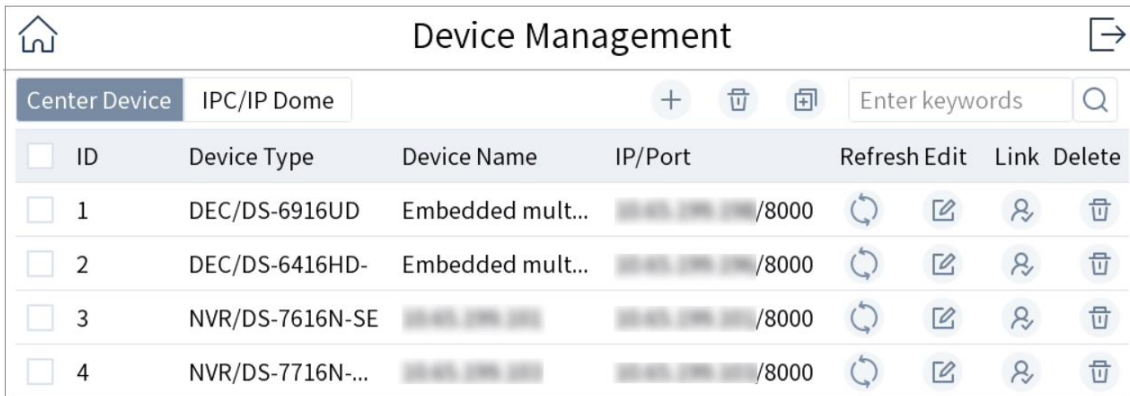 Device Management
Center Device IPC/IP Dome Enter keywords
ID Device Type Device Name IP/Port Refresh Edit Link Delete
1 DEC/DS-6916UD Embedded mult... /8000
2 DEC/DS-6416HD- Embedded mult... /8000
3 NVR/DS-7616N-SE /8000
4 NVR/DS-7716N-... /8000